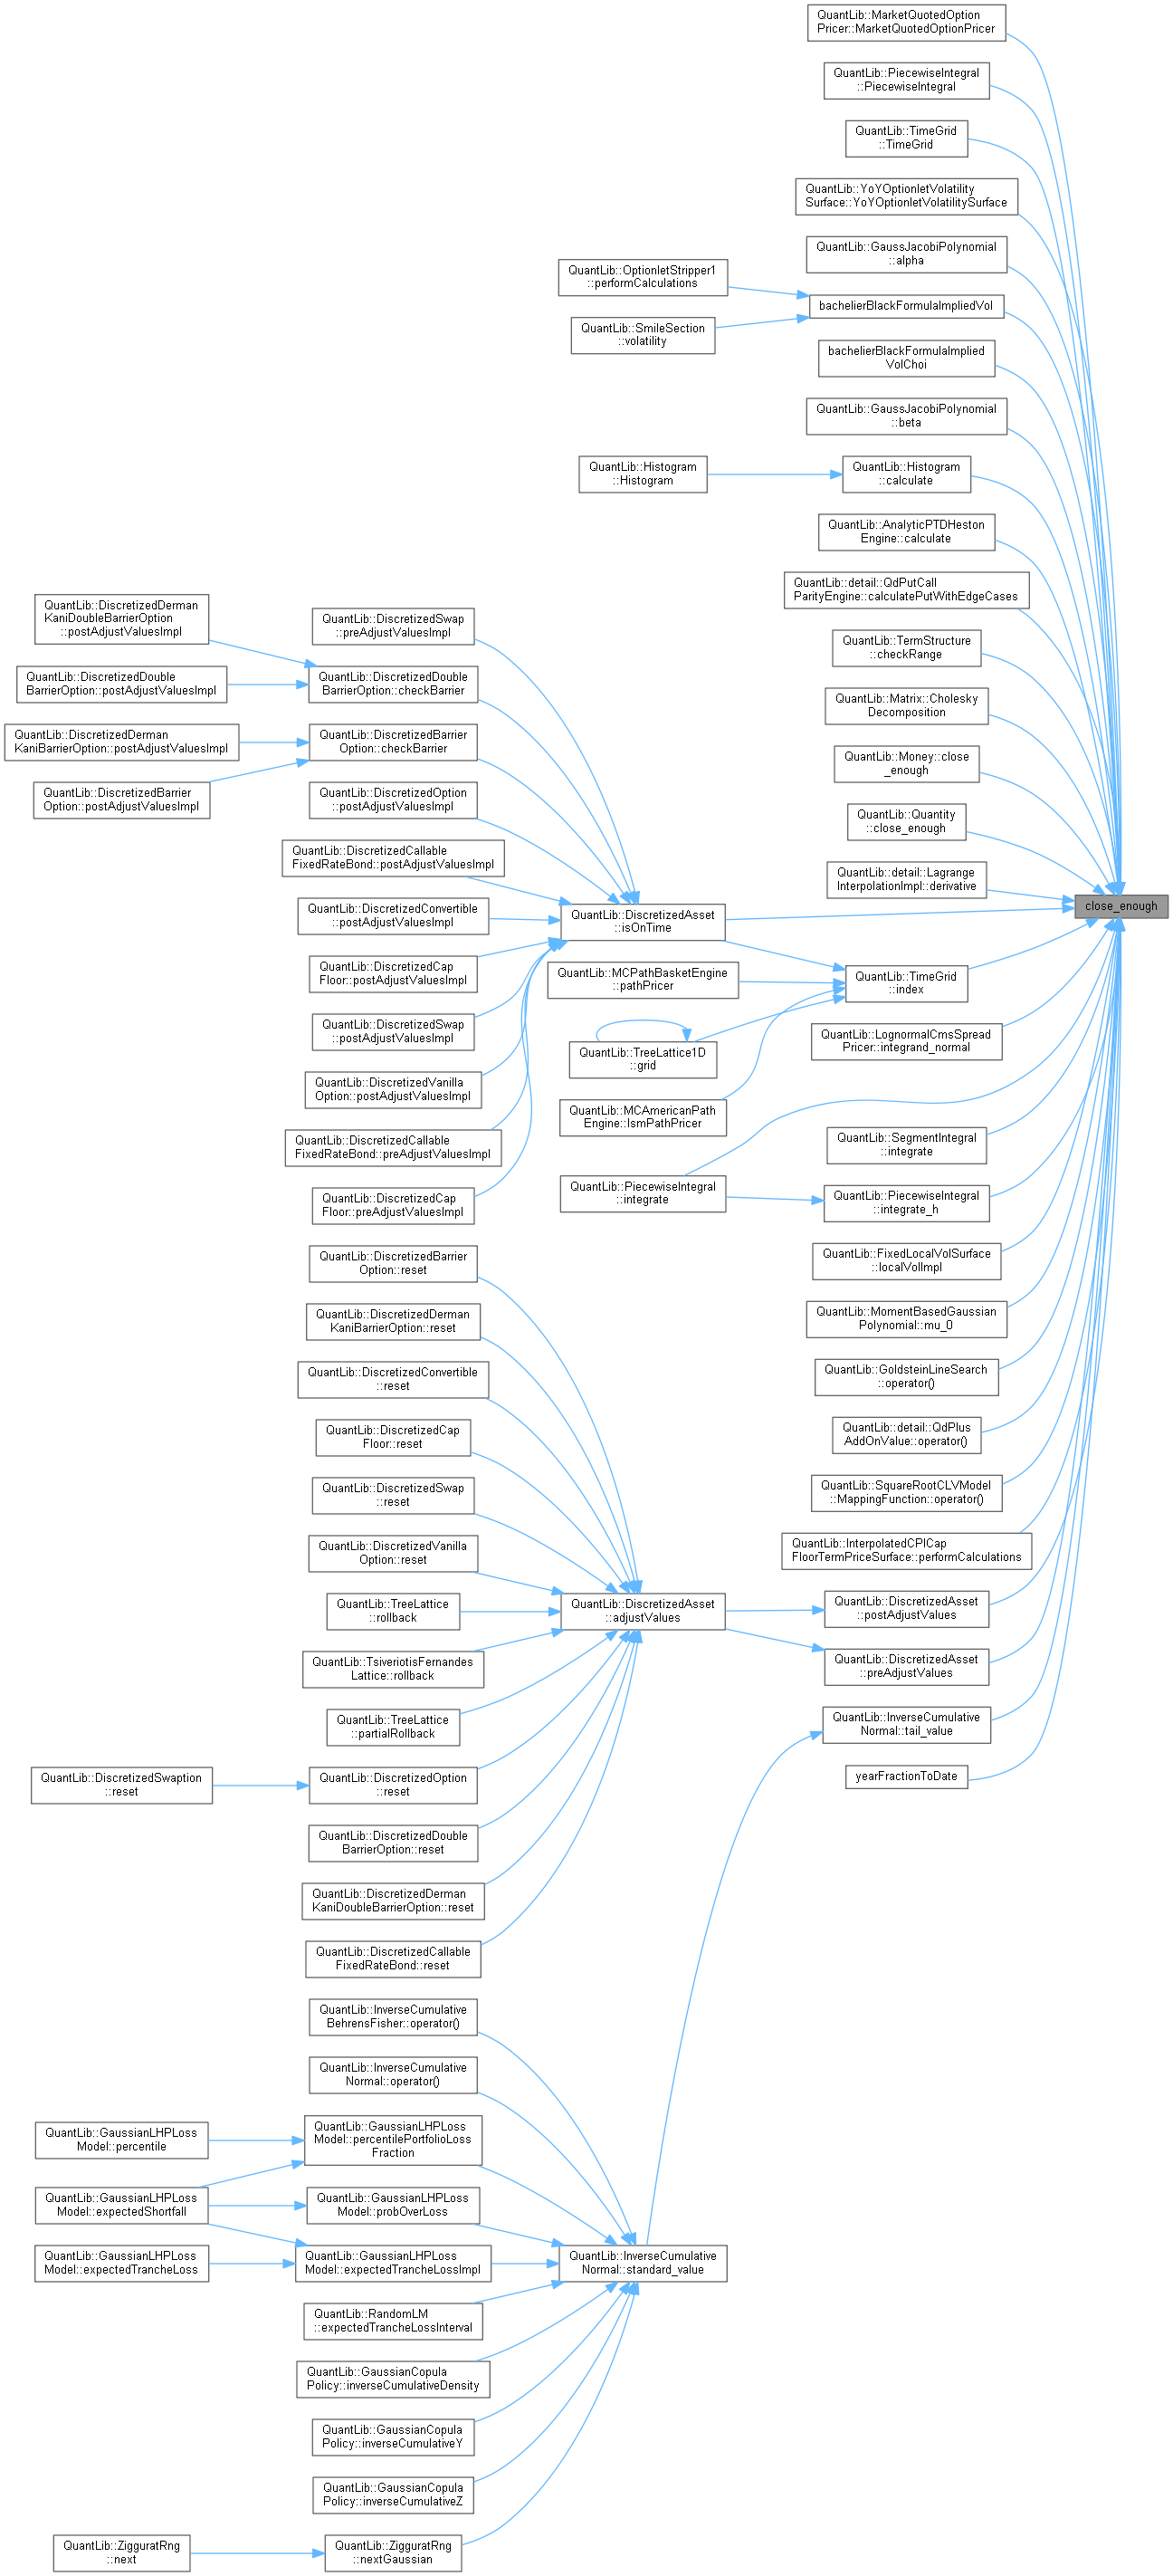 QuantLib::MarketQuotedOption
Pricer::MarketQuotedOptionPricer
QuantLib::PiecewiseIntegral
::PiecewiseIntegral
QuantLib::TimeGrid
::TimeGrid
QuantLib::YoYOptionletVolatility
Surface::YoYOptionletVolatilitySurface
QuantLib::GaussJacobiPolynomial
::alpha
QuantLib::OptionletStripper1
::performCalculations
bachelierBlackFormulaImpliedVol
QuantLib::SmileSection
::volatility
bachelierBlackFormulaImplied
VolChoi
QuantLib::GaussJacobiPolynomial
::beta
QuantLib::Histogram
::Histogram
QuantLib::Histogram
::calculate
QuantLib::AnalyticPTDHeston
Engine::calculate
QuantLib::detail::QdPutCall
ParityEngine::calculatePutWithEdgeCases
QuantLib::DiscretizedDerman
KaniDoubleBarrierOption
::postAdjustValuesImpl
QuantLib::DiscretizedSwap
::preAdjustValuesImpl
QuantLib::TermStructure
::checkRange
QuantLib::DiscretizedDouble
BarrierOption::postAdjustValuesImpl
QuantLib::DiscretizedDouble
BarrierOption::checkBarrier
QuantLib::Matrix::Cholesky
Decomposition
QuantLib::DiscretizedDerman
KaniBarrierOption::postAdjustValuesImpl
QuantLib::DiscretizedBarrier
Option::checkBarrier
QuantLib::Money::close
_enough
QuantLib::DiscretizedBarrier
Option::postAdjustValuesImpl
QuantLib::DiscretizedOption
::postAdjustValuesImpl
QuantLib::Quantity
::close_enough
QuantLib::DiscretizedCallable
FixedRateBond::postAdjustValuesImpl
QuantLib::detail::Lagrange
InterpolationImpl::derivative
QuantLib::DiscretizedConvertible
::postAdjustValuesImpl
QuantLib::DiscretizedAsset
::isOnTime
close_enough
QuantLib::DiscretizedCap
Floor::postAdjustValuesImpl
QuantLib::MCPathBasketEngine
::pathPricer
QuantLib::TimeGrid
::index
QuantLib::DiscretizedSwap
::postAdjustValuesImpl
QuantLib::TreeLattice1D
::grid
QuantLib::LognormalCmsSpread
Pricer::integrand_normal
QuantLib::DiscretizedVanilla
Option::postAdjustValuesImpl
QuantLib::MCAmericanPath
Engine::lsmPathPricer
QuantLib::DiscretizedCallable
FixedRateBond::preAdjustValuesImpl
QuantLib::SegmentIntegral
::integrate
QuantLib::DiscretizedCap
Floor::preAdjustValuesImpl
QuantLib::PiecewiseIntegral
::integrate
QuantLib::PiecewiseIntegral
::integrate_h
QuantLib::DiscretizedBarrier
Option::reset
QuantLib::FixedLocalVolSurface
::localVolImpl
QuantLib::DiscretizedDerman
KaniBarrierOption::reset
QuantLib::MomentBasedGaussian
Polynomial::mu_0
QuantLib::DiscretizedConvertible
::reset
QuantLib::GoldsteinLineSearch
::operator()
QuantLib::DiscretizedCap
Floor::reset
QuantLib::detail::QdPlus
AddOnValue::operator()
QuantLib::DiscretizedSwap
::reset
QuantLib::SquareRootCLVModel
::MappingFunction::operator()
QuantLib::DiscretizedVanilla
Option::reset
QuantLib::InterpolatedCPICap
FloorTermPriceSurface::performCalculations
QuantLib::TreeLattice
::rollback
QuantLib::DiscretizedAsset
::adjustValues
QuantLib::DiscretizedAsset
::postAdjustValues
QuantLib::TsiveriotisFernandes
Lattice::rollback
QuantLib::DiscretizedAsset
::preAdjustValues
QuantLib::TreeLattice
::partialRollback
QuantLib::InverseCumulative
Normal::tail_value
QuantLib::DiscretizedSwaption
::reset
QuantLib::DiscretizedOption
::reset
yearFractionToDate
QuantLib::DiscretizedDouble
BarrierOption::reset
QuantLib::DiscretizedDerman
KaniDoubleBarrierOption::reset
QuantLib::DiscretizedCallable
FixedRateBond::reset
QuantLib::InverseCumulative
BehrensFisher::operator()
QuantLib::InverseCumulative
Normal::operator()
QuantLib::GaussianLHPLoss
Model::percentile
QuantLib::GaussianLHPLoss
Model::percentilePortfolioLoss
Fraction
QuantLib::GaussianLHPLoss
Model::expectedShortfall
QuantLib::GaussianLHPLoss
Model::probOverLoss
QuantLib::GaussianLHPLoss
Model::expectedTrancheLoss
QuantLib::GaussianLHPLoss
Model::expectedTrancheLossImpl
QuantLib::InverseCumulative
Normal::standard_value
QuantLib::RandomLM
::expectedTrancheLossInterval
QuantLib::GaussianCopula
Policy::inverseCumulativeDensity
QuantLib::GaussianCopula
Policy::inverseCumulativeY
QuantLib::GaussianCopula
Policy::inverseCumulativeZ
QuantLib::ZigguratRng
::next
QuantLib::ZigguratRng
::nextGaussian